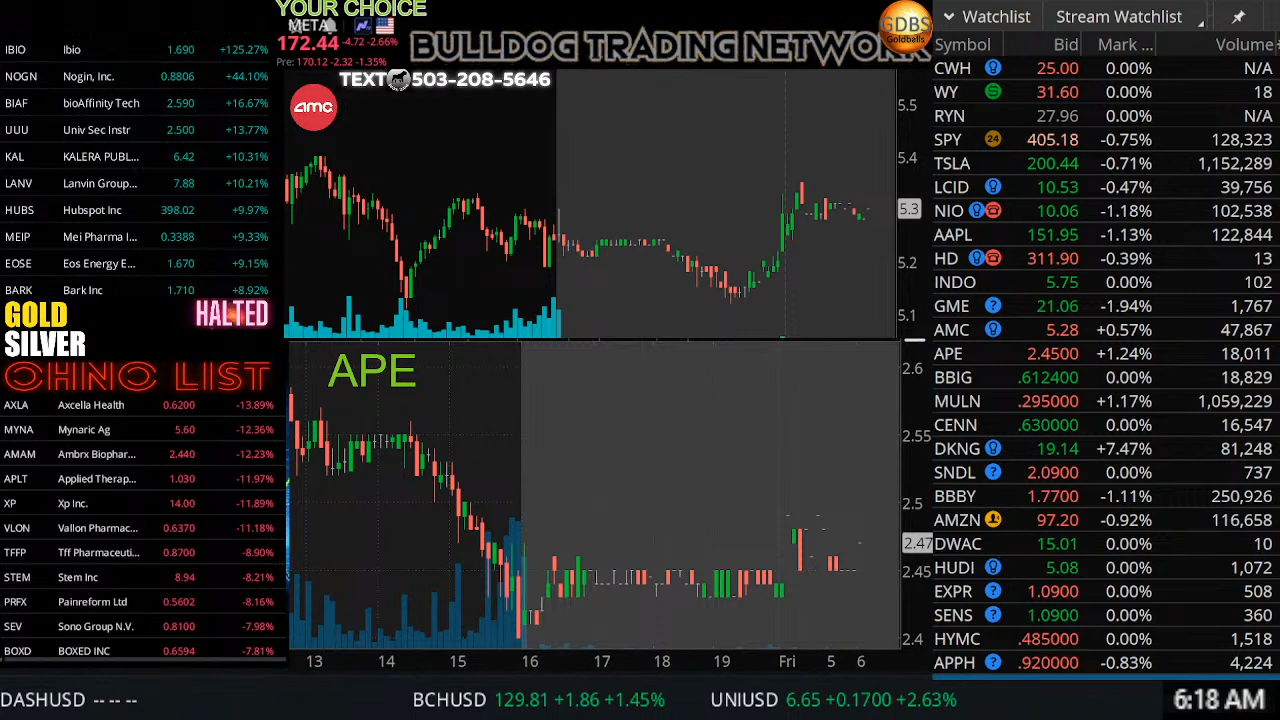 IBIO Ibio 1.690 +125.27%
NOGN Nogin, Inc. 0.8806 +44.10%
BIAF bioAffinity Tech 2.590 +16.67%
UUU Univ Sec Instr 2.500 +13.77%
KAL KALERA PUBL... 6.42 +10.31%
LANV Lanvin Group... 7.88 +10.21%
HUBS Hubspot Inc 398.02 +9.97%
MEIP Mei Pharma I... 0.3388 +9.33%
EOSE Eos Energy E... 1.670 +9.15%
BARK Bark Inc 1.710 +8.92%
GOLD HALTED
SILVER
OHNO LIST
AXLA Axcella Health 0.6200 -13.89%
MYNA Mynaric Ag 5.60 -12.36%
AMAM Ambrx Biophar... 2.440 -12.23%
APLT Applied Therap... 1.030 -11.97%
XP Xp Inc. 14.00 -11.89%
VLON Vallon Pharmac... 0.6370 -11.18%
TFFP Tff Pharmaceuti... 0.8700 -8.90%
STEM Stem Inc 8.94 -8.21%
PRFX Painreform Ltd 0.5602 -8.16%
SEV Sono Group N.V. 0.8100 -7.98%
BOXD BOXED INC 0.6594 -7.81%
YOUR CHOICE
META
172.44 -4.72 -2.66%
Pre: 170.12 -2.32 -1.35%
BULLDOG TRADING NETWORK
GDBS
Goldballs
TEXT 503-208-5646
amc
5.5
5.4
5.3
5.2
5.1
APE
2.6
2.55
2.5
2.47
2.45
2.4
13 14 15 16 17 18 19 Fri 5 6
Watchlist Stream Watchlist
Symbol Bid Mark ... Volume
CWH 25.00 0.00% N/A
WY 31.60 0.00% 18
RYN 27.96 0.00% N/A
SPY 24 405.18 -0.75% 128,323
TSLA 200.44 -0.71% 1,152,289
LCID 10.53 -0.47% 39,756
NIO 10.06 -1.18% 102,538
AAPL 151.95 -1.13% 122,844
HD 311.90 -0.39% 13
INDO 5.75 0.00% 102
GME ? 21.06 -1.94% 1,767
AMC 5.28 +0.57% 47,867
APE 2.4500 +1.24% 18,011
BBIG .612400 0.00% 18,829
MULN .295000 +1.17% 1,059,229
CENN .630000 0.00% 16,547
DKNG 19.14 +7.47% 81,248
SNDL ? 2.0900 0.00% 737
BBBY 1.7700 -1.11% 250,926
AMZN 97.20 -0.92% 116,658
DWAC 15.01 0.00% 10
HUDI ? 5.08 0.00% 1,072
EXPR ? 1.0900 0.00% 508
SENS ? 1.0900 0.00% 360
HYMC .485000 0.00% 1,518
APPH ? .920000 -0.83% 4,224
DASHUSD -- -- --
BCHUSD 129.81 +1.86 +1.45%
UNIUSD 6.65 +0.1700 +2.63%
6:18 AM